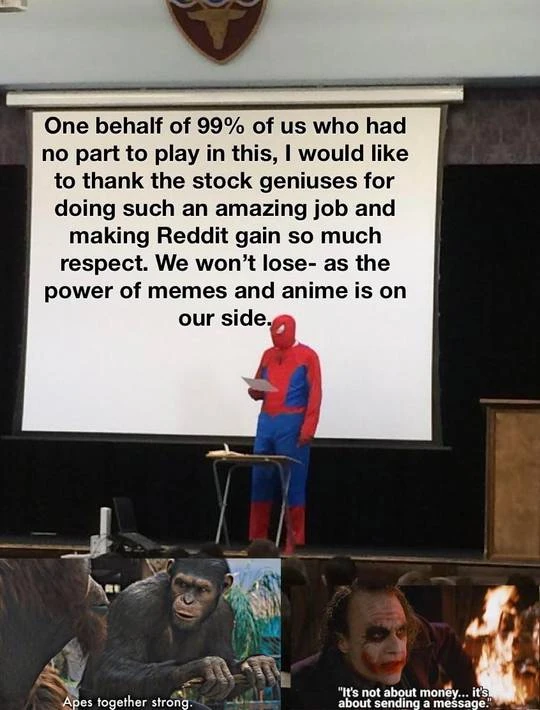 One behalf of 99% of us who had
no part to play in this, I would like
to thank the stock geniuses for
doing such an amazing job and
making Reddit gain so much
respect. We won't lose- as the
power of memes and anime is on
our side.
Apes together strong.
"It's not about money... it's
about sending a message."